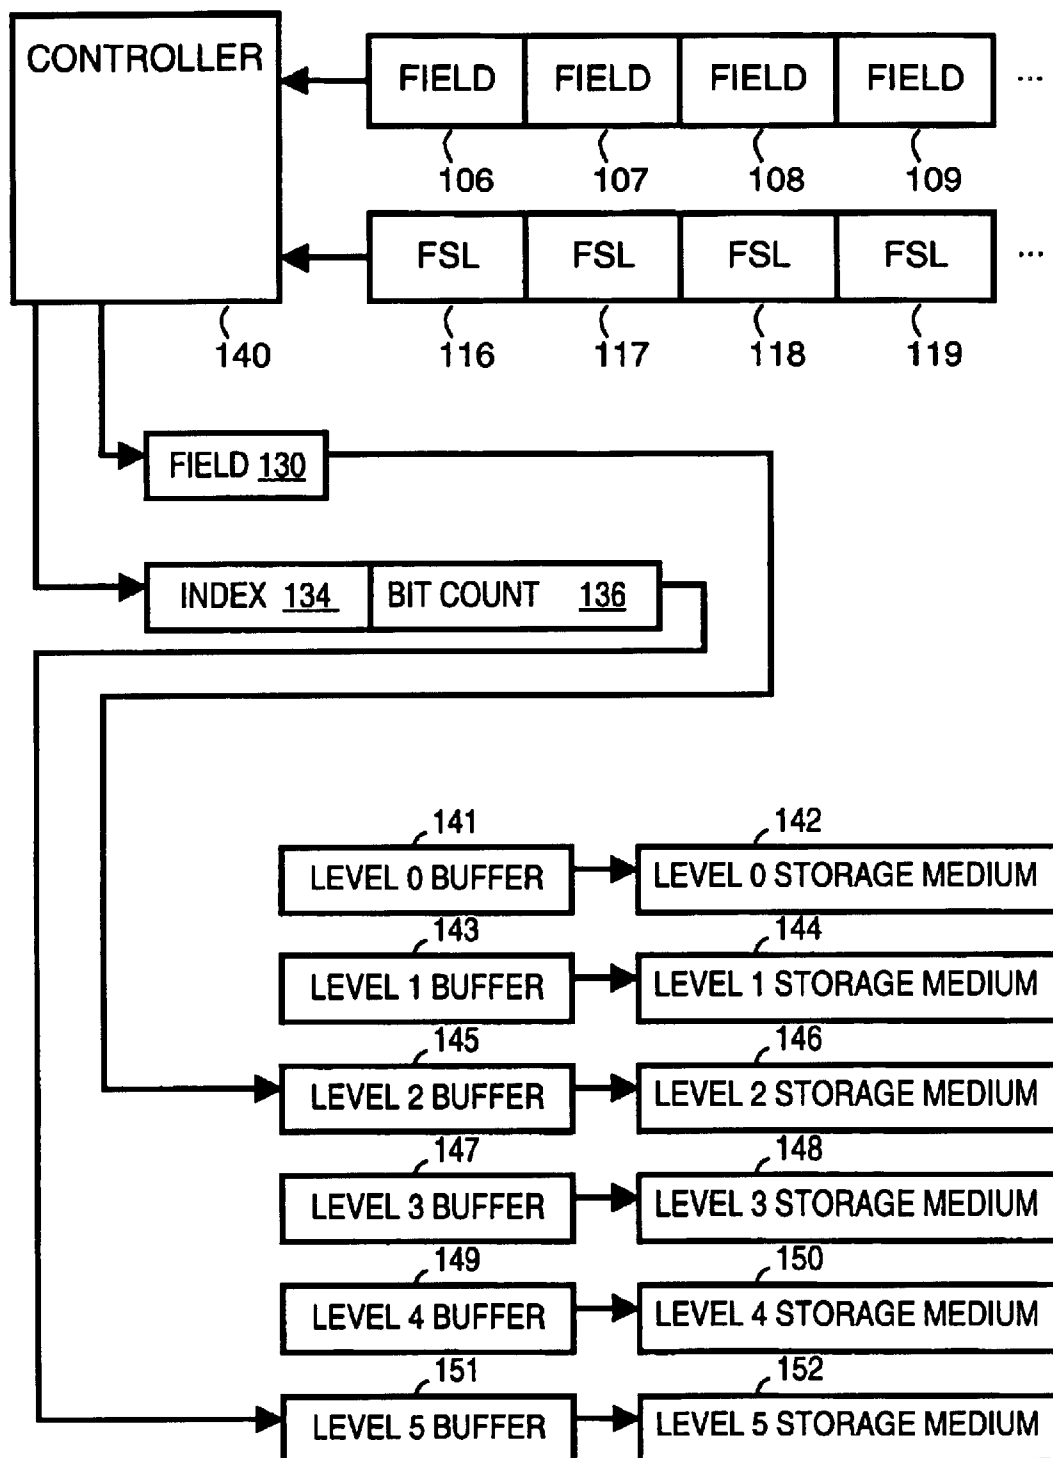 CONTROLLER
FIELD FIELD FIELD FIELD ...
106 107 108 109
FSL FSL FSL FSL ...
140 116 117 118 119
FIELD 130
INDEX 134 BIT COUNT 136
141 142
LEVEL 0 BUFFER LEVEL 0 STORAGE MEDIUM
143 144
LEVEL 1 BUFFER LEVEL 1 STORAGE MEDIUM
145 146
LEVEL 2 BUFFER LEVEL 2 STORAGE MEDIUM
147 148
LEVEL 3 BUFFER LEVEL 3 STORAGE MEDIUM
149 150
LEVEL 4 BUFFER LEVEL 4 STORAGE MEDIUM
151 152
LEVEL 5 BUFFER LEVEL 5 STORAGE MEDIUM